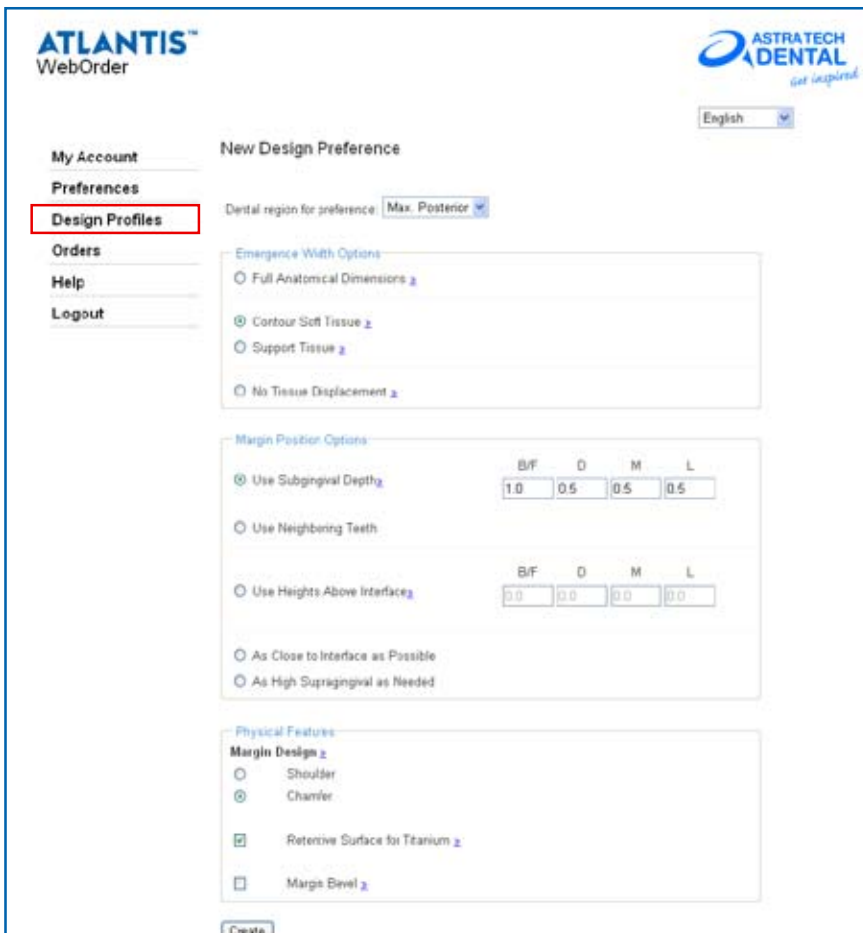 ATLANTIS™
WebOrder
ASTRATECH
DENTAL
Get inspired
English
My Account
Preferences
Design Profiles
Orders
Help
Logout
New Design Preference
Dental region for preference: Max. Posterior
Emergence Width Options
Full Anatomical Dimensions ?
Contour Soft Tissue ?
Support Tissue ?
No Tissue Displacement ?
Margin Position Options
B/F D M L
Use Subgingival Depth? 1.0 0.5 0.5 0.5
Use Neighboring Teeth
B/F D M L
Use Heights Above Interface? 0.0 0.0 0.0 0.0
As Close to Interface as Possible
As High Supragingival as Needed
Physical Features
Margin Design ?
Shoulder
Chamfer
Retentive Surface for Titanium ?
Margin Bevel ?
Create